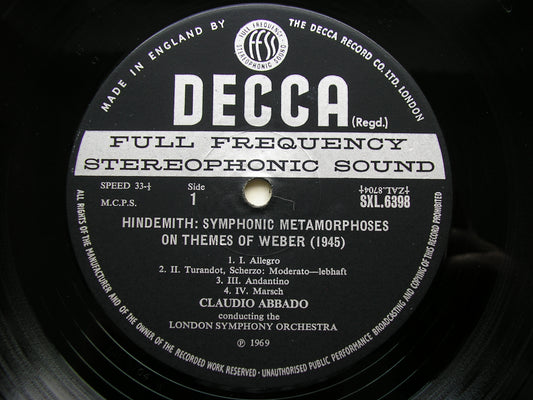 MADE IN ENGLAND BY THE DECCA RECORD CO. LTD. LONDON
FULL FREQUENCY
FFSS
STEREOPHONIC SOUND
DECCA (Regd.)
FULL FREQUENCY
STEREOPHONIC SOUND
SPEED 33-⅓ Side ‡ZAL.8704‡
M.C.P.S. 1 SXL.6398
HINDEMITH: SYMPHONIC METAMORPHOSES
ON THEMES OF WEBER (1945)
1. I. Allegro
2. II. Turandot, Scherzo: Moderato—lebhaft
3. III. Andantino
4. IV. Marsch
CLAUDIO ABBADO
conducting the
LONDON SYMPHONY ORCHESTRA
℗ 1969
ALL RIGHTS OF THE MANUFACTURER AND OF THE OWNER OF THE RECORDED WORK RESERVED · UNAUTHORISED PUBLIC PERFORMANCE BROADCASTING AND COPYING OF THIS RECORD PROHIBITED